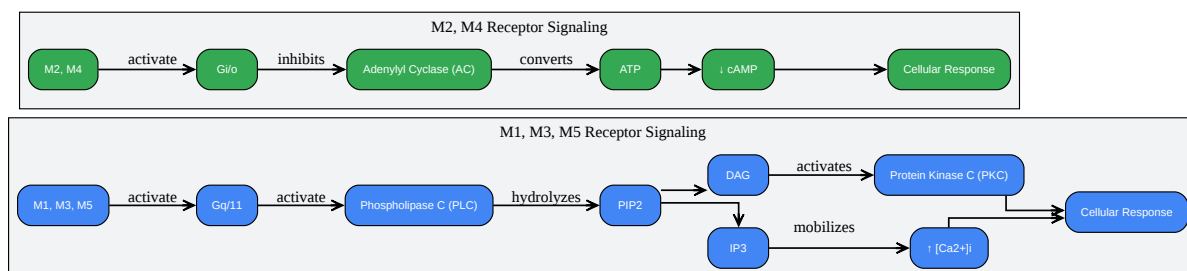 M2, M4 Receptor Signaling
M2, M4
activate
Gi/o
inhibits
Adenylyl Cyclase (AC)
converts
ATP
↓ cAMP
Cellular Response
M1, M3, M5 Receptor Signaling
M1, M3, M5
activate
Gq/11
activate
Phospholipase C (PLC)
hydrolyzes
PIP2
DAG
activates
Protein Kinase C (PKC)
IP3
mobilizes
↑ [Ca2+]i
Cellular Response